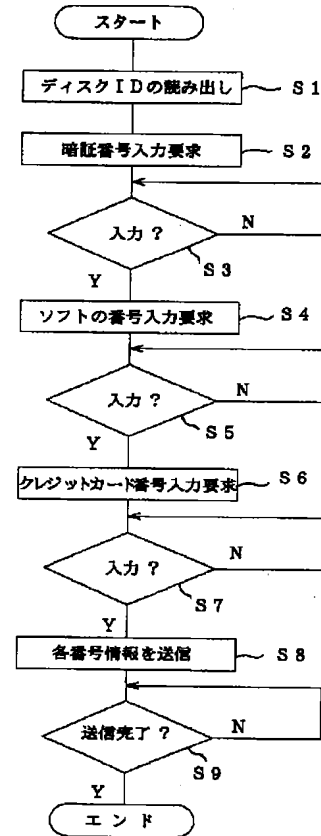 スタート
ディスクIDの読み出し S1
暗証番号入力要求 S2
入力? N
S3
Y
ソフトの番号入力要求 S4
入力? N
S5
Y
クレジットカード番号入力要求 S6
入力? N
S7
Y
各番号情報を送信 S8
送信完了? N
S9
Y
エンド